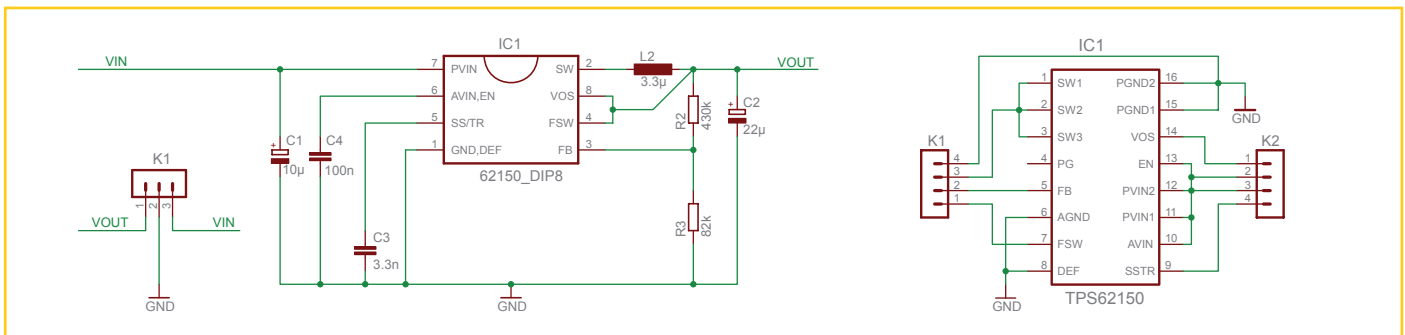 IC1
VIN
7 PVIN SW 2
L2
3.3µ
VOUT
6 AVIN,EN VOS 8
5 SS/TR FSW 4
1 GND,DEF FB 3
62150_DIP8
R2
430k
+
C2
22µ
+
C1
10µ
C4
100n
K1
1 2 3
VOUT VIN
GND
C3
3.3n
R3
82k
GND
IC1
1 SW1 PGND2 16
2 SW2 PGND1 15
3 SW3 VOS 14
4 PG EN 13
5 FB PVIN2 12
6 AGND PVIN1 11
7 FSW AVIN 10
8 DEF SSTR 9
TPS62150
K1
4
3
2
1
K2
1
2
3
4
GND
GND